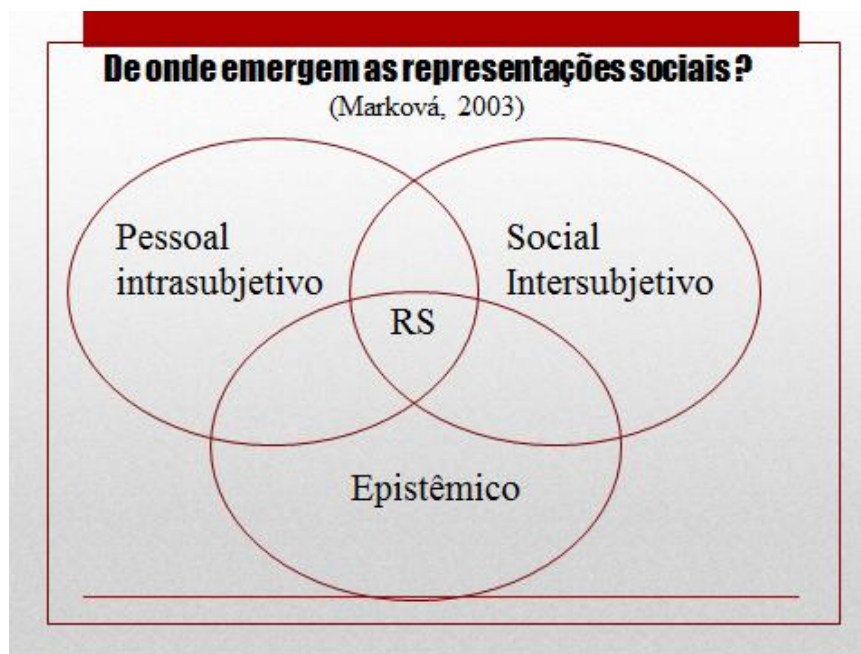 De onde emergem as representações sociais ?
(Marková, 2003)
Pessoal
intrasubjetivo
Social
Intersubjetivo
RS
Epistêmico